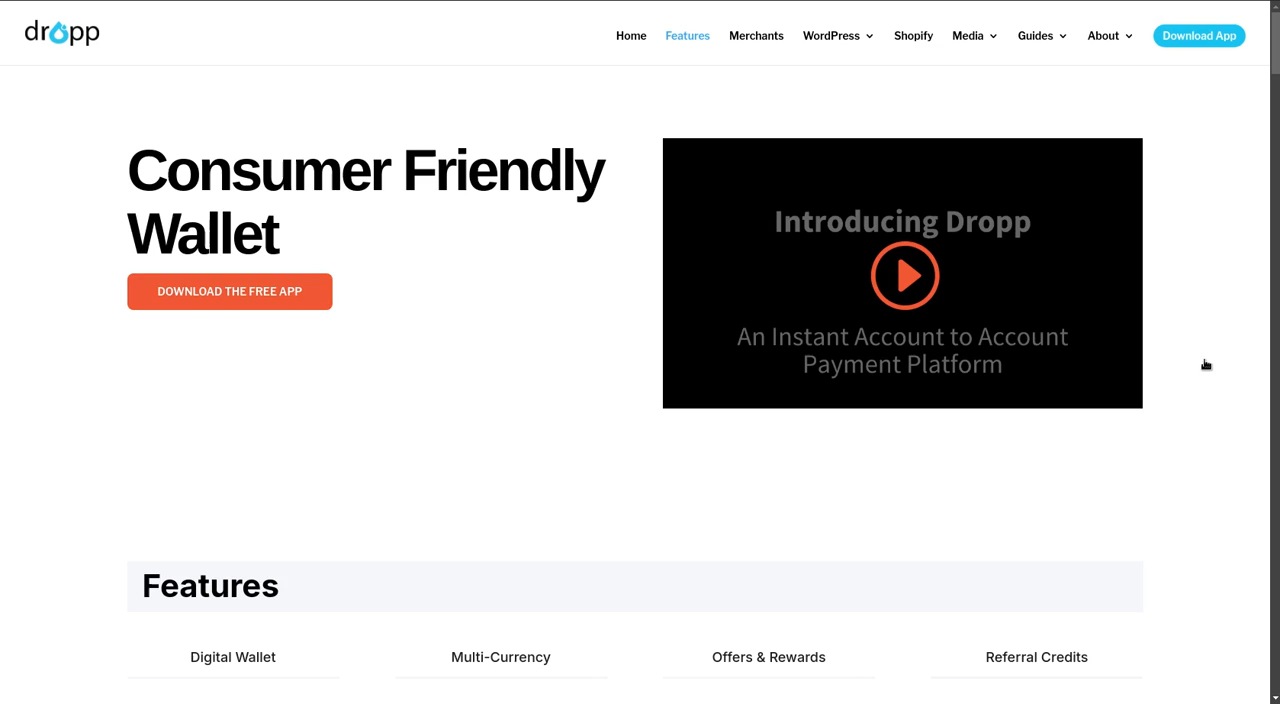 dropp
Home Features Merchants WordPress Shopify Media Guides About Download App
Consumer Friendly
Wallet
DOWNLOAD THE FREE APP
Introducing Dropp
An Instant Account to Account
Payment Platform
Features
Digital Wallet Multi-Currency Offers & Rewards Referral Credits